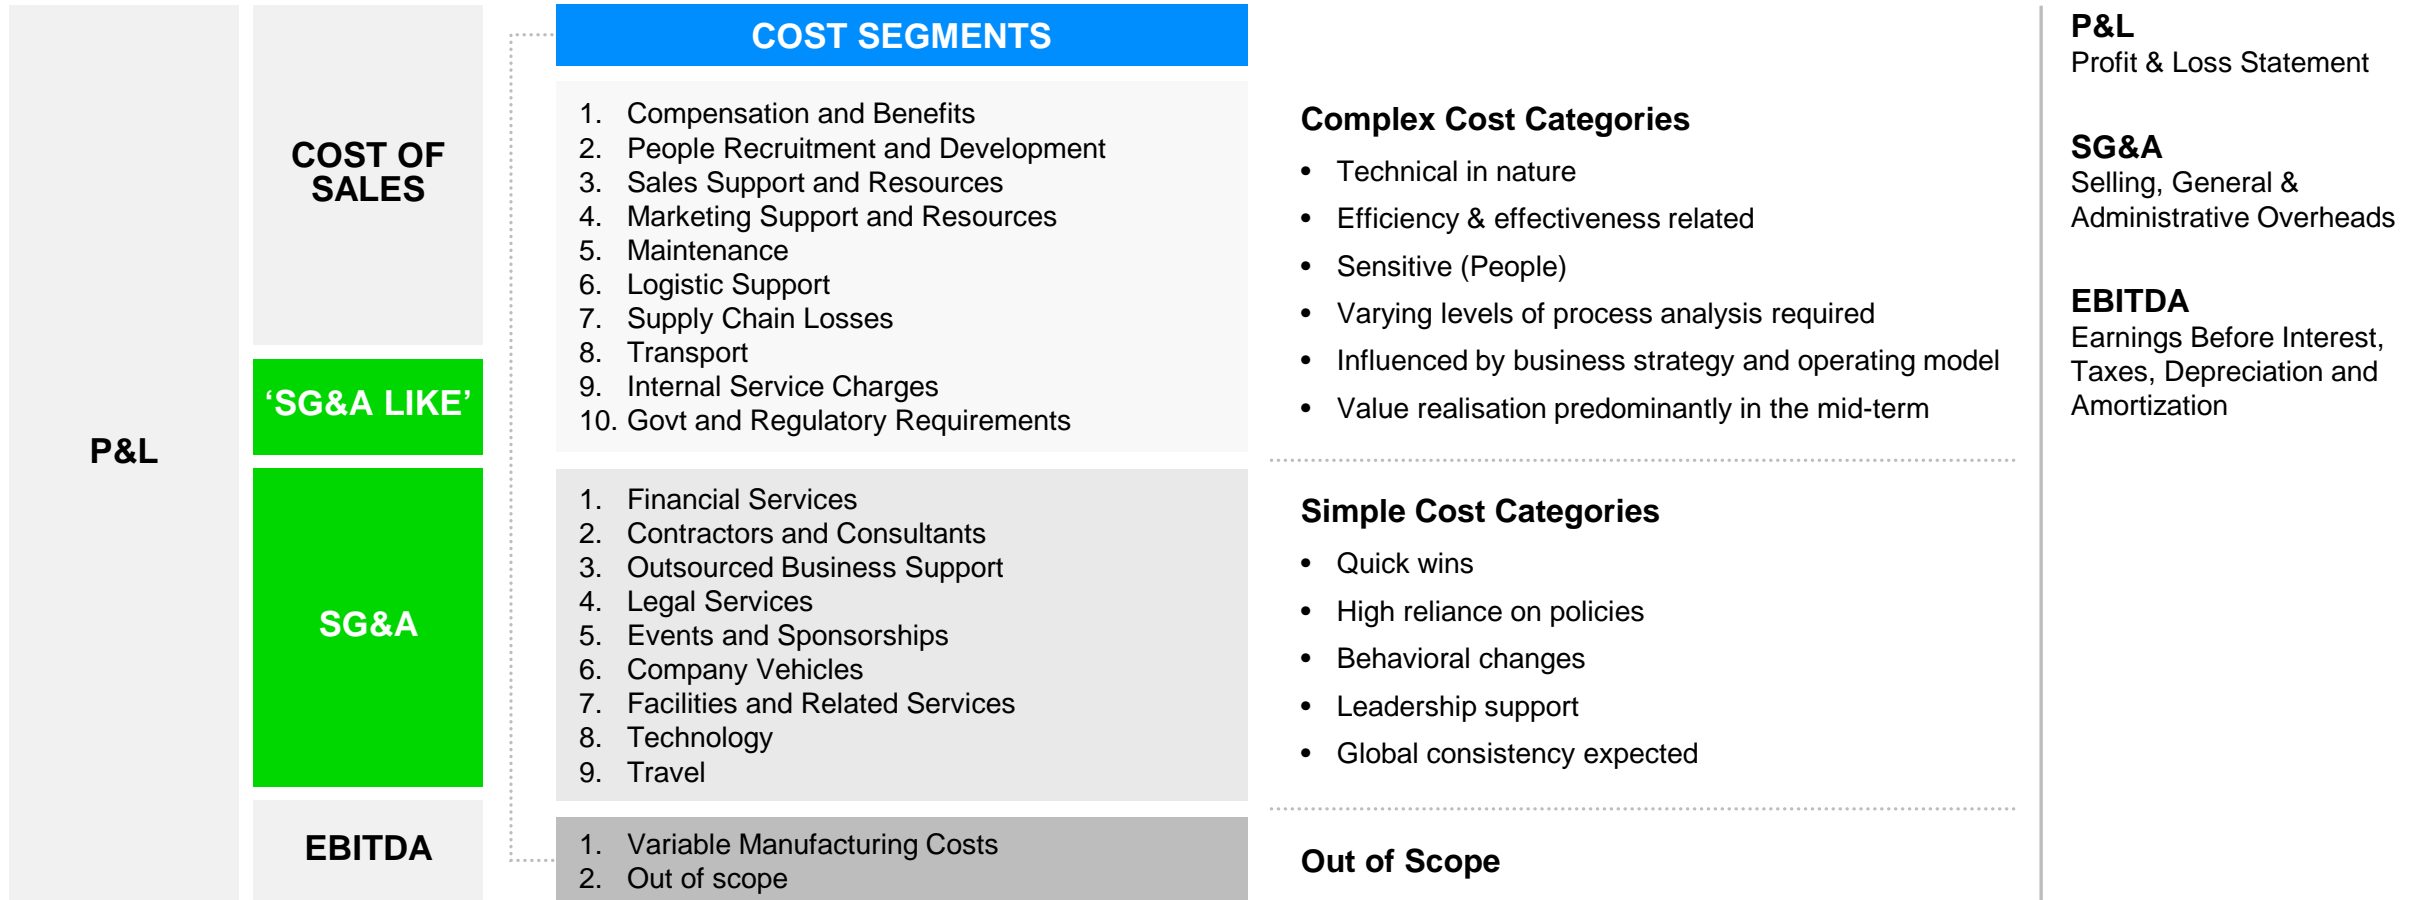 P&L
COST OF
SALES
‘SG&A LIKE’
SG&A
EBITDA
COST SEGMENTS
1. Compensation and Benefits
2. People Recruitment and Development
3. Sales Support and Resources
4. Marketing Support and Resources
5. Maintenance
6. Logistic Support
7. Supply Chain Losses
8. Transport
9. Internal Service Charges
10. Govt and Regulatory Requirements
1. Financial Services
2. Contractors and Consultants
3. Outsourced Business Support
4. Legal Services
5. Events and Sponsorships
6. Company Vehicles
7. Facilities and Related Services
8. Technology
9. Travel
1. Variable Manufacturing Costs
2. Out of scope
Complex Cost Categories
• Technical in nature
• Efficiency & effectiveness related
• Sensitive (People)
• Varying levels of process analysis required
• Influenced by business strategy and operating model
• Value realisation predominantly in the mid-term
Simple Cost Categories
• Quick wins
• High reliance on policies
• Behavioral changes
• Leadership support
• Global consistency expected
Out of Scope
P&L
Profit & Loss Statement
SG&A
Selling, General &
Administrative Overheads
EBITDA
Earnings Before Interest,
Taxes, Depreciation and
Amortization